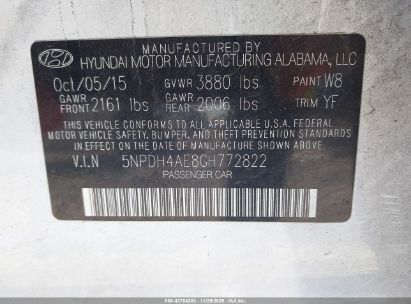 MANUFACTURED BY
HYUNDAI MOTOR MANUFACTURING ALABAMA, LLC
Oct/05/15 GVWR 3880 lbs PAINT W8
GAWR FRONT 2161 lbs GAWR REAR 2006 lbs TRIM YF
THIS VEHICLE CONFORMS TO ALL APPLICABLE U.S. FEDERAL
MOTOR VEHICLE SAFETY, BUMPER, AND THEFT PREVENTION STANDARDS
IN EFFECT ON THE DATE OF MANUFACTURE SHOWN ABOVE.
V.I.N 5NPDH4AE8GH772822
PASSENGER CAR